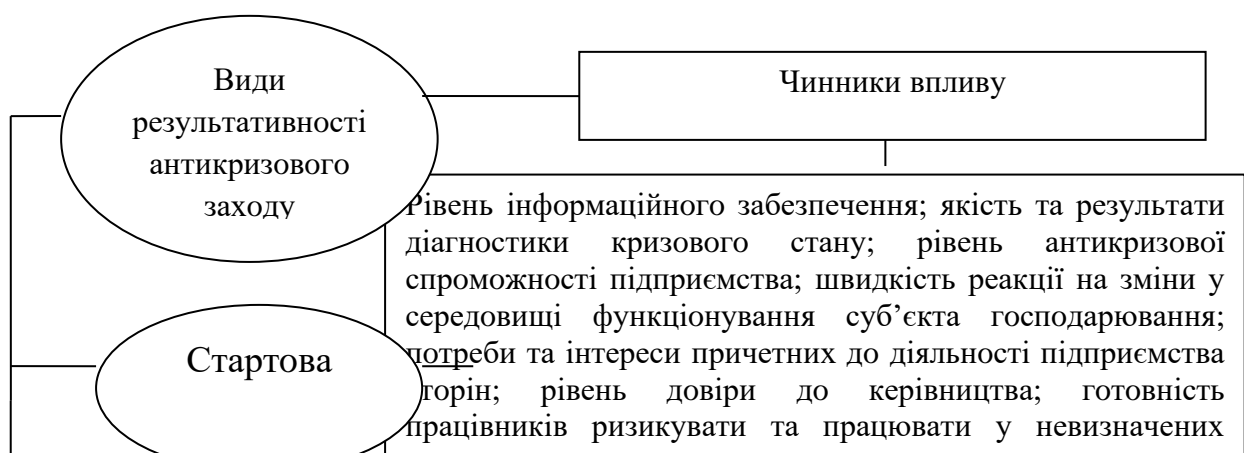 Види
результативності
антикризового
заходу
Чинники впливу
Стартова
Рівень інформаційного забезпечення; якість та результати
діагностики кризового стану; рівень антикризової
спроможності підприємства; швидкість реакції на зміни у
середовищі функціонування суб’єкта господарювання;
потреби та інтереси причетних до діяльності підприємства
сторін; рівень довіри до керівництва; готовність
працівників ризикувати та працювати у невизначених